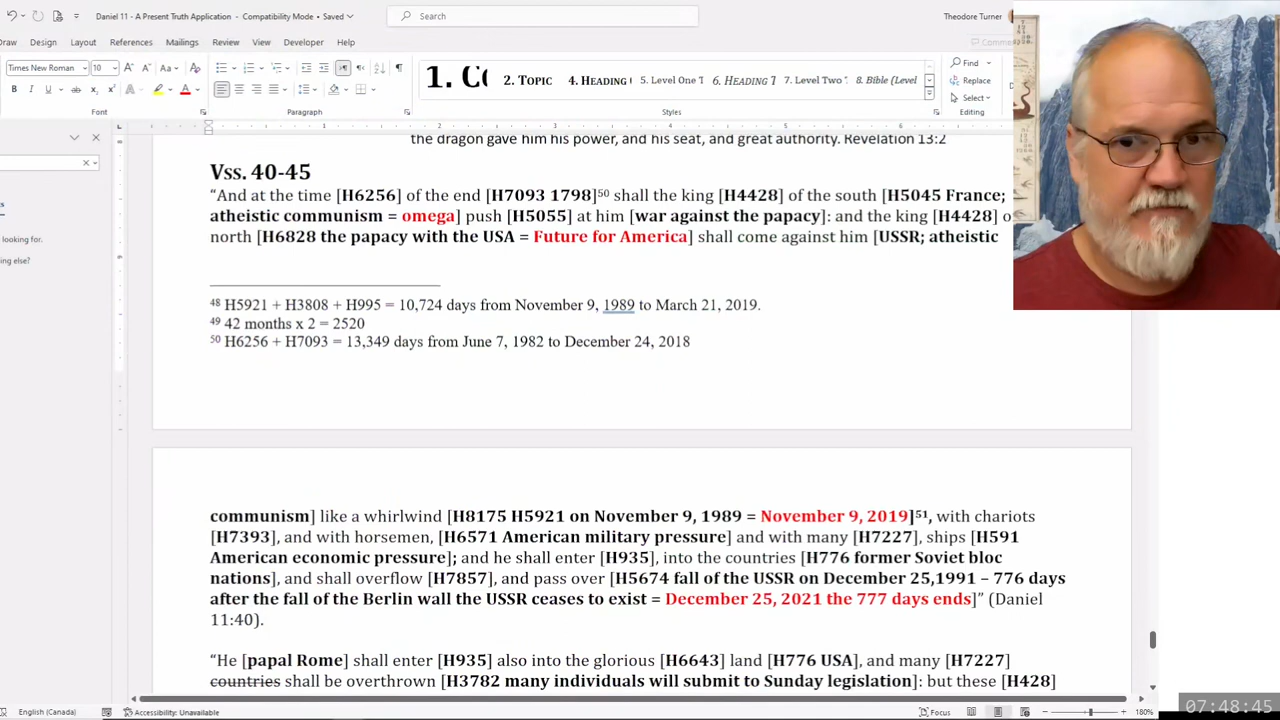 Daniel 11 - A Present Truth Application - Compatibility Mode • Saved
Search
Theodore Turner
Draw Design Layout References Mailings Review View Developer Help
Times New Roman 10
1. 2. Topic 4. Heading 5. Level One 6. Heading 7. Level Two 8. Bible (Level
Find
Replace
Select
Font Paragraph Styles Editing
the dragon gave him his power, and his seat, and great authority. Revelation 13:2
Vss. 40-45
“And at the time [H6256] of the end [H7093 1798]50 shall the king [H4428] of the south [H5045 France;
atheistic communism = omega] push [H5055] at him [war against the papacy]: and the king [H4432]
north [H6828 the papacy with the USA = Future for America] shall come against him [USSR; atheistic
looking for.
ing else?
48 H5921 + H3808 + H995 = 10,724 days from November 9, 1989 to March 21, 2019.
49 42 months x 2 = 2520
50 H6256 + H7093 = 13,349 days from June 7, 1982 to December 24, 2018
communism] like a whirlwind [H8175 H5921 on November 9, 1989 = November 9, 2019]51, with chariots
[H7393], and with horsemen, [H6571 American military pressure] and with many [H7227], ships [H591
American economic pressure]; and he shall enter [H935], into the countries [H776 former Soviet bloc
nations], and shall overflow [H7857], and pass over [H5674 fall of the USSR on December 25,1991 – 776 days
after the fall of the Berlin wall the USSR ceases to exist = December 25, 2021 the 777 days ends]” (Daniel
11:40).
“He [papal Rome] shall enter [H935] also into the glorious [H6643] land [H776 USA], and many [H7227]
countries shall be overthrown [H3782 many individuals will submit to Sunday legislation]: but these [H428]
English (Canada) Accessibility: Unavailable Focus 180%
07:48:45